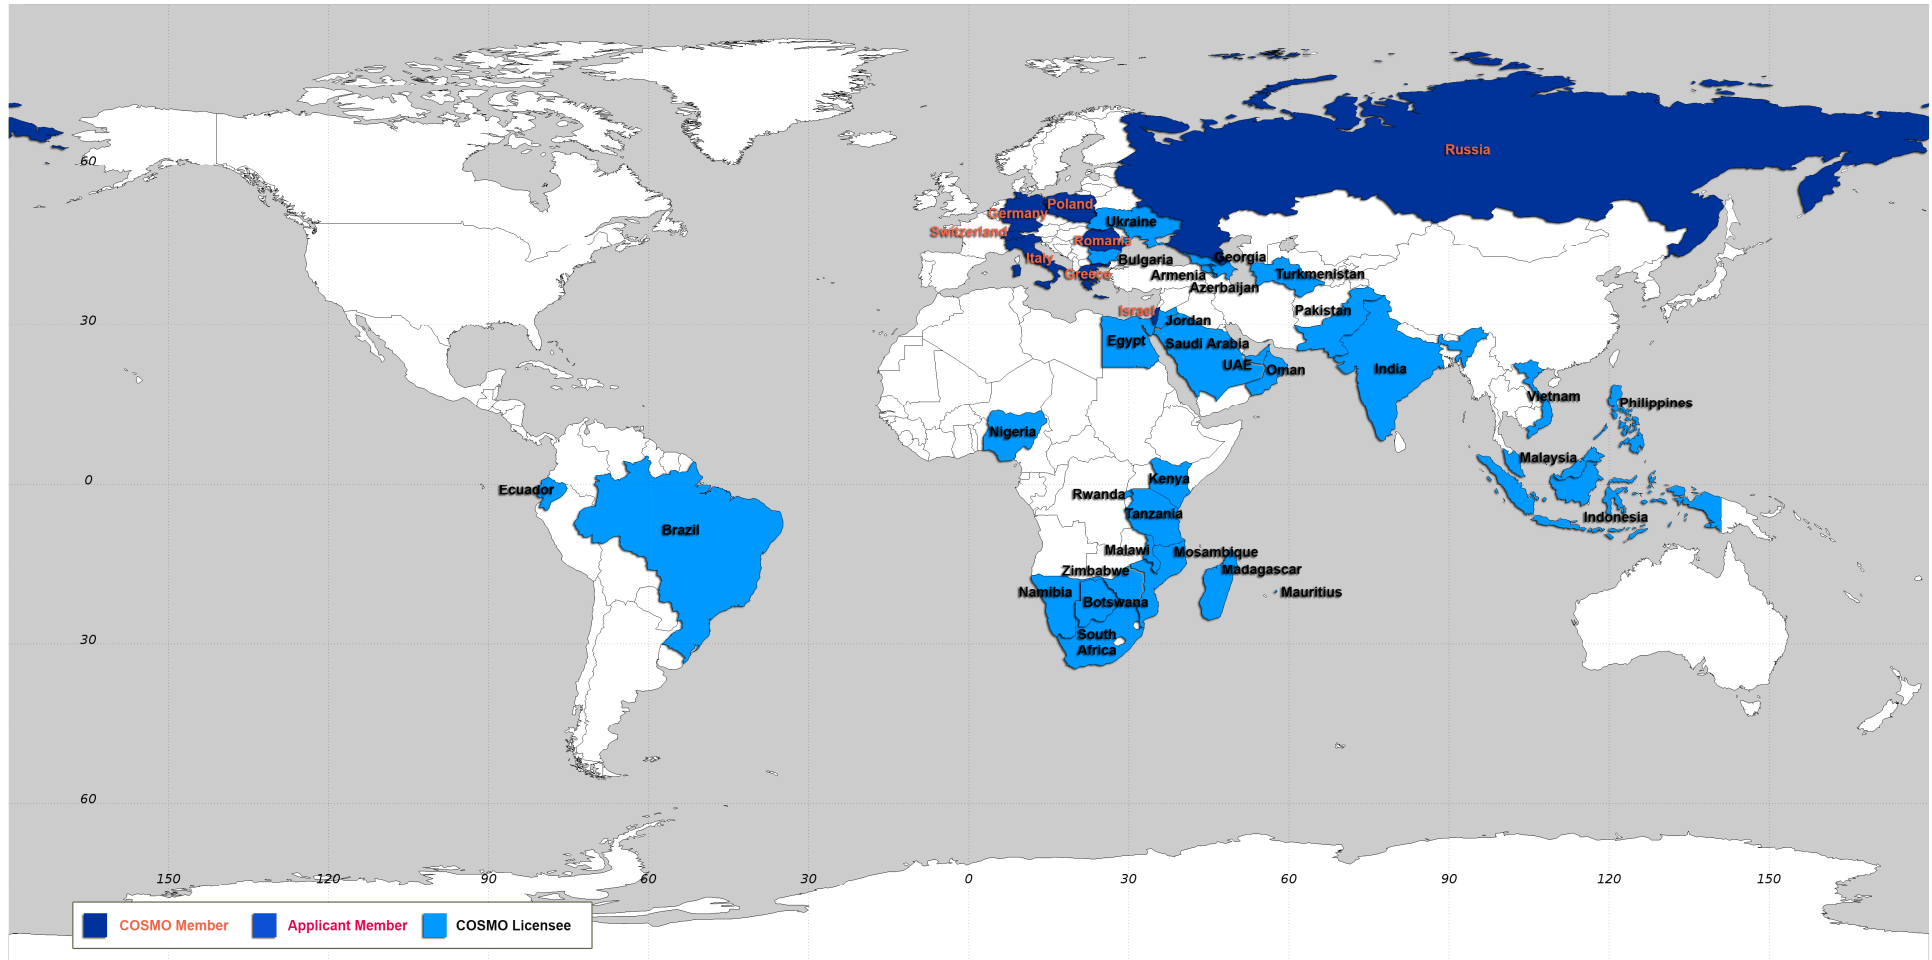 60
Russia
Poland
Germany
Ukraine
Switzerland
Romania
Italy
Bulgaria
Georgia
Greece
Armenia
Turkmenistan
Azerbaijan
Israel
Pakistan
30
Jordan
Egypt
Saudi Arabia
UAE
Oman
India
Vietnam
Philippines
Nigeria
Malaysia
0
Kenya
Ecuador
Rwanda
Tanzania
Indonesia
Brazil
Malawi
Mosambique
Zimbabwe
Madagascar
Namibia
Mauritius
Botswana
South
Africa
30
60
150 120 90 60 30 0 30 60 90 120 150
COSMO Member Applicant Member COSMO Licensee